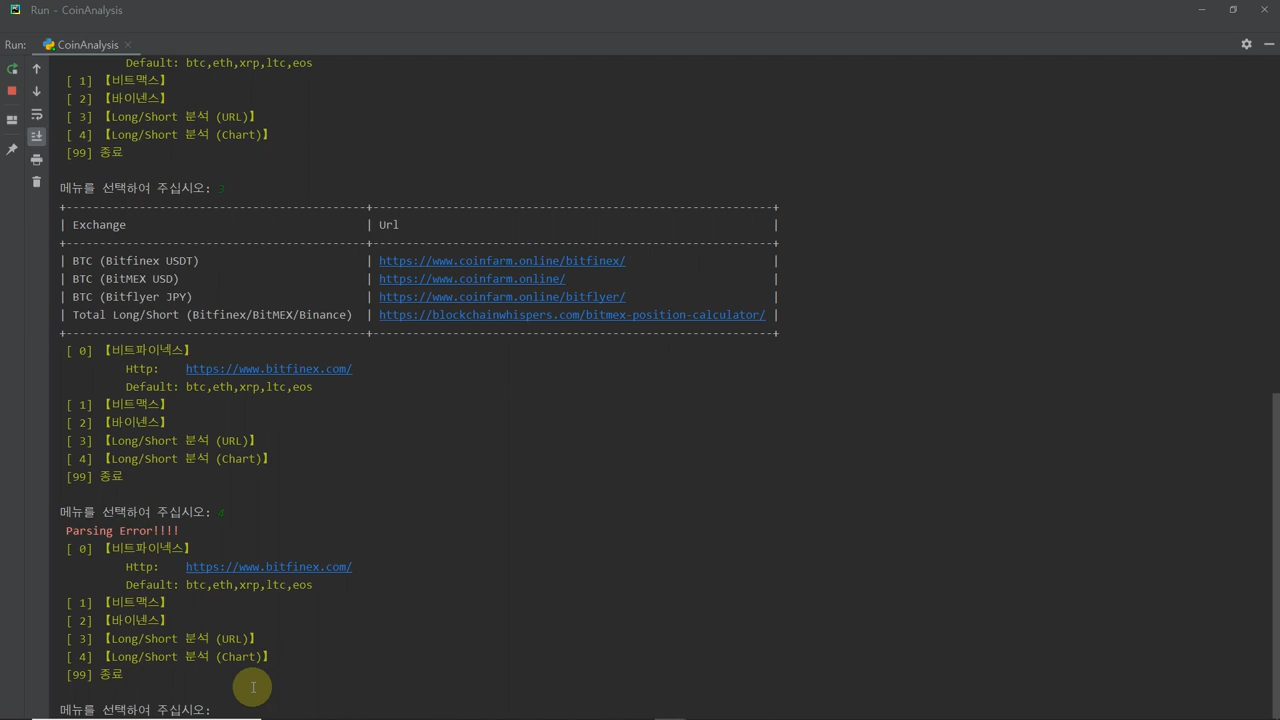 Run - CoinAnalysis
Run: CoinAnalysis
Default: btc,eth,xrp,ltc,eos
[ 1] 【비트맥스】
[ 2] 【바이넨스】
[ 3] 【Long/Short 분석 (URL)】
[ 4] 【Long/Short 분석 (Chart)】
[99] 종료
메뉴를 선택하여 주십시오: 3
+---------------------------------------------+------------------------------------------------------------+
| Exchange | Url |
+---------------------------------------------+------------------------------------------------------------+
| BTC (Bitfinex USDT) | https://www.coinfarm.online/bitfinex/ |
| BTC (BitMEX USD) | https://www.coinfarm.online/ |
| BTC (Bitflyer JPY) | https://www.coinfarm.online/bitflyer/ |
| Total Long/Short (Bitfinex/BitMEX/Binance) | https://blockchainwhispers.com/bitmex-position-calculator/ |
+---------------------------------------------+------------------------------------------------------------+
[ 0] 【비트파이넥스】
Http: https://www.bitfinex.com/
Default: btc,eth,xrp,ltc,eos
[ 1] 【비트맥스】
[ 2] 【바이넨스】
[ 3] 【Long/Short 분석 (URL)】
[ 4] 【Long/Short 분석 (Chart)】
[99] 종료
메뉴를 선택하여 주십시오: 4
Parsing Error!!!!
[ 0] 【비트파이넥스】
Http: https://www.bitfinex.com/
Default: btc,eth,xrp,ltc,eos
[ 1] 【비트맥스】
[ 2] 【바이넨스】
[ 3] 【Long/Short 분석 (URL)】
[ 4] 【Long/Short 분석 (Chart)】
[99] 종료
메뉴를 선택하여 주십시오: